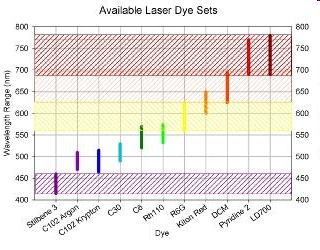 Available Laser Dye Sets
800 800
750 750
700 700
650 650
600 600
550 550
500 500
450 450
400 400
Wavelength Range (nm)
Stilbene 3
C102 Argon
C102 Krypton
C30
C6
Rh110
R6G
Kiton Red
DCM
Pyridine 2
LD700
Dye